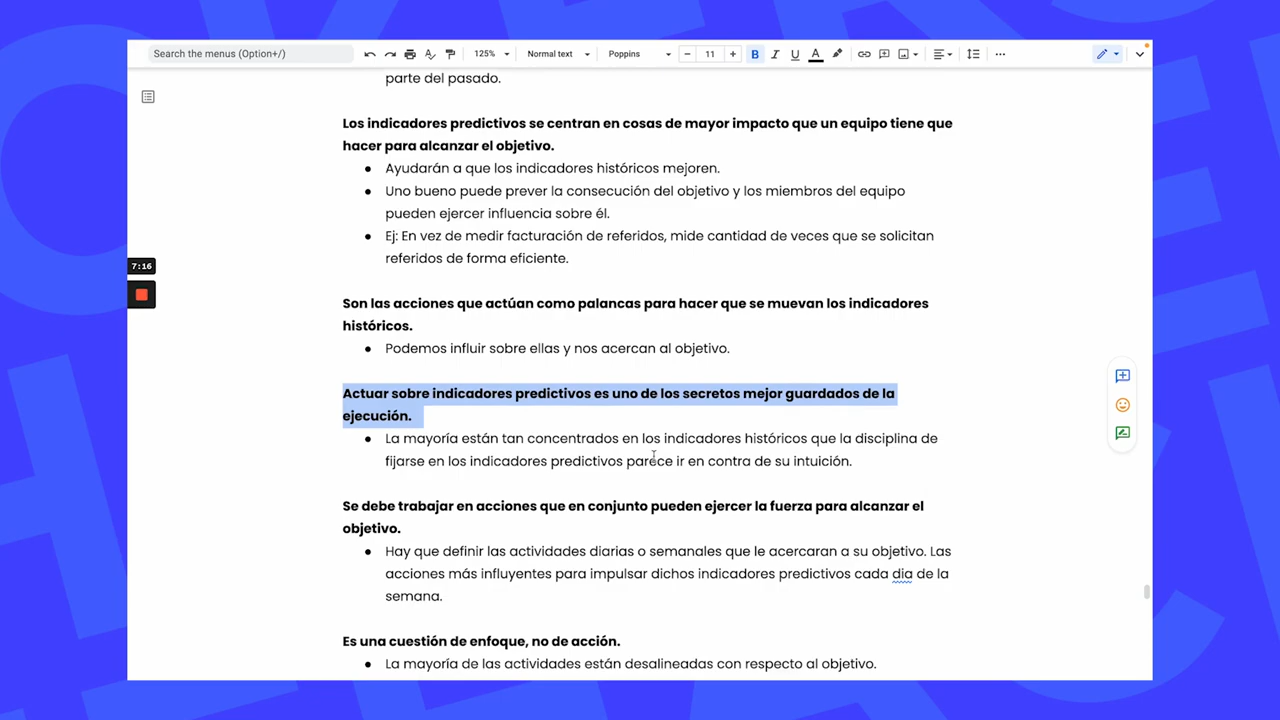 Search the menus (Option+/)
125%
Normal text
Poppins
11
B
I
U
A
parte del pasado.
Los indicadores predictivos se centran en cosas de mayor impacto que un equipo tiene que
hacer para alcanzar el objetivo.
● Ayudarán a que los indicadores históricos mejoren.
● Uno bueno puede prever la consecución del objetivo y los miembros del equipo
pueden ejercer influencia sobre él.
● Ej: En vez de medir facturación de referidos, mide cantidad de veces que se solicitan
referidos de forma eficiente.
7:16
Son las acciones que actúan como palancas para hacer que se muevan los indicadores
históricos.
● Podemos influir sobre ellas y nos acercan al objetivo.
Actuar sobre indicadores predictivos es uno de los secretos mejor guardados de la
ejecución.
● La mayoría están tan concentrados en los indicadores históricos que la disciplina de
fijarse en los indicadores predictivos parece ir en contra de su intuición.
Se debe trabajar en acciones que en conjunto pueden ejercer la fuerza para alcanzar el
objetivo.
● Hay que definir las actividades diarias o semanales que le acercaran a su objetivo. Las
acciones más influyentes para impulsar dichos indicadores predictivos cada dia de la
semana.
Es una cuestión de enfoque, no de acción.
● La mayoría de las actividades están desalineadas con respecto al objetivo.